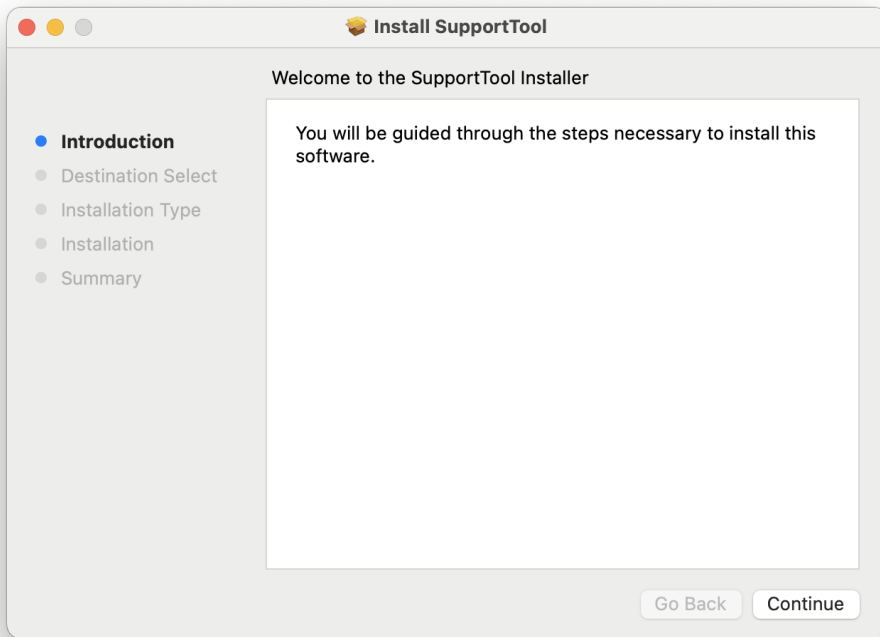 Install SupportTool
Welcome to the SupportTool Installer
Introduction
Destination Select
Installation Type
Installation
Summary
You will be guided through the steps necessary to install this
software.
Go Back
Continue